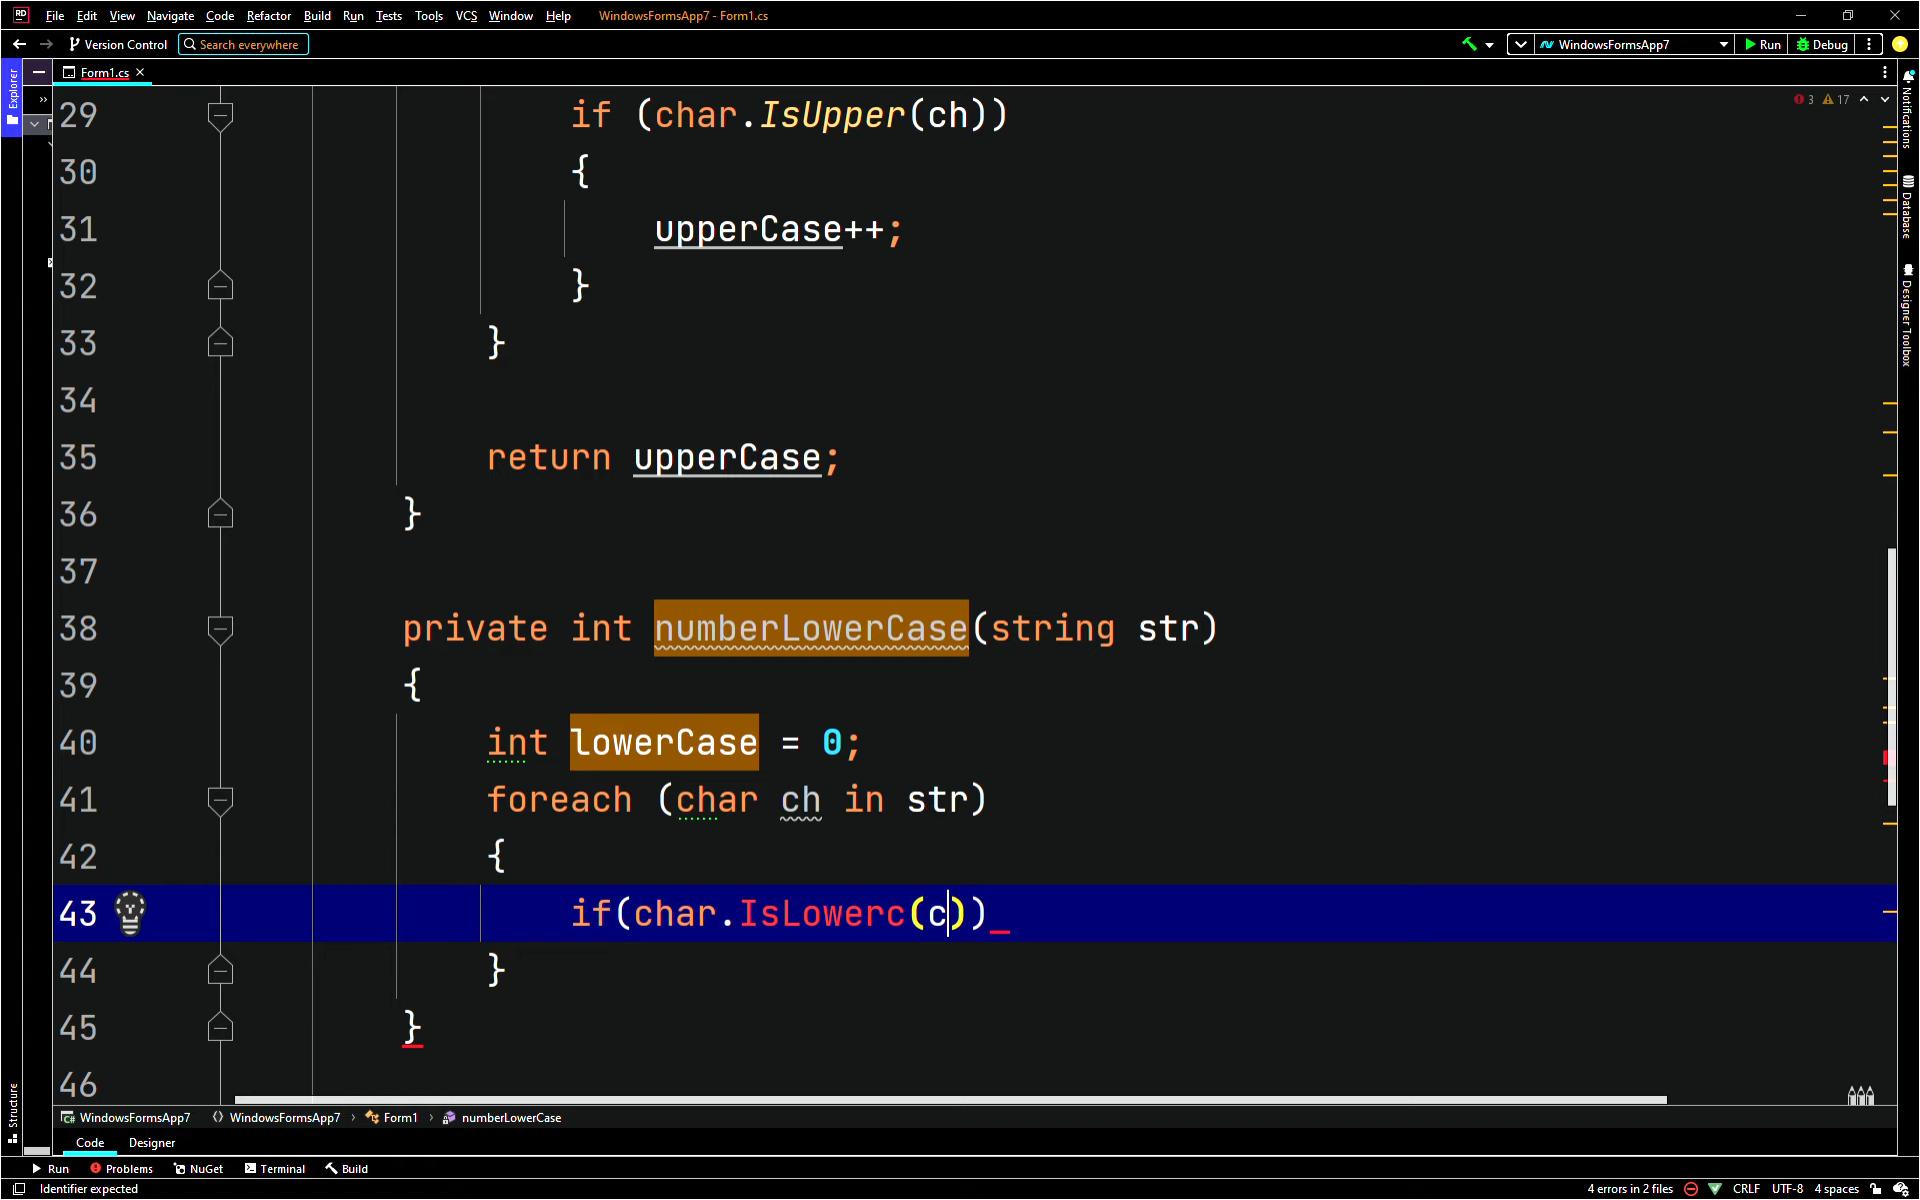 RD File Edit View Navigate Code Refactor Build Run Tests Tools VCS Window Help WindowsFormsApp7 - Form1.cs
Version Control Search everywhere WindowsFormsApp7 Run Debug
Explorer
Form1.cs
3 17
Notifications
Database
Designer Toolbox
29 if (char.IsUpper(ch))
30 {
31 upperCase++;
32 }
33 }
34
35 return upperCase;
36 }
37
38 private int numberLowerCase(string str)
39 {
40 int lowerCase = 0;
41 foreach (char ch in str)
42 {
43 if(char.IsLowerc(c))
44 }
45 }
46
Structure
C# WindowsFormsApp7 WindowsFormsApp7 › Form1 › numberLowerCase
Code Designer
Run Problems NuGet Terminal Build
Identifier expected 4 errors in 2 files CRLF UTF-8 4 spaces